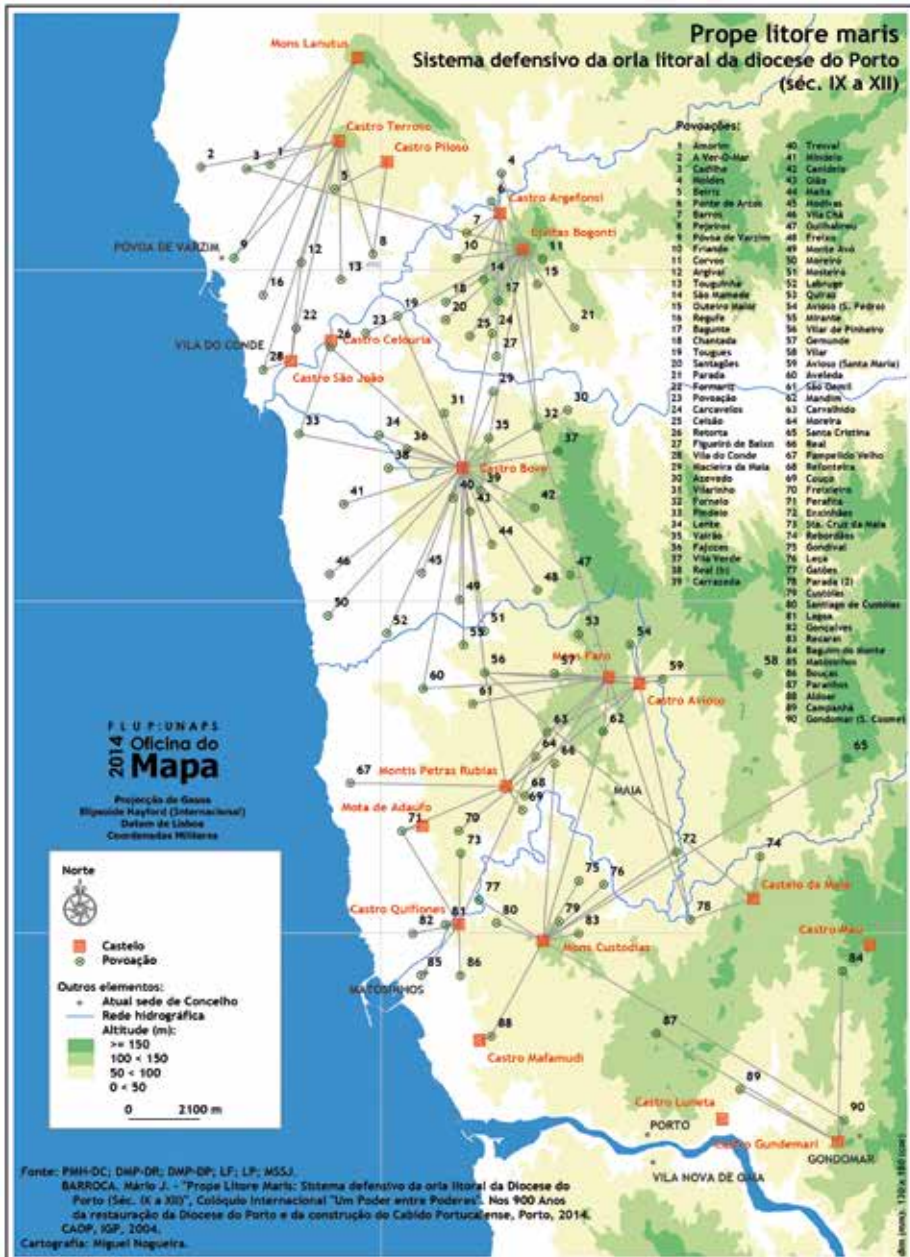 Prope litore maris
Sistema defensivo da orla litoral da diocese do Porto
(séc. IX a XII)
Mons Lanutus
Castro Terroso
Castro Piloso
Castro Argefonsi
Civitas Bogonti
PÓVOA DE VARZIM
VILA DO CONDE
Castro Celouria
Castro São João
Castro Bove
Mons Faro
Castro Avioso
Montis Petras Rubias
Mota de Adaufo
MAIA
Castro Quifiones
Castelo da Maia
Castro Mau
Mons Custodias
MATOSINHOS
Castro Mafamudi
Castro Luneta
PORTO
Castro Gundemari
GONDOMAR
VILA NOVA DE GAIA
Povoações:
1 Amorim
2 A Ver-O-Mar
3 Cadilhe
4 Moldes
5 Beiriz
6 Ponte de Arcos
7 Barros
8 Pejeiros
9 Póvoa de Varzim
10 Friande
11 Corvos
12 Argivai
13 Touguinha
14 São Mamede
15 Outeiro Maior
16 Regufe
17 Bagunte
18 Chantada
19 Tougues
20 Santagões
21 Parada
22 Formariz
23 Povoação
24 Carcavelos
25 Ceisão
26 Retorta
27 Figueiró de Baixo
28 Vila do Conde
29 Macieira da Maia
30 Azevedo
31 Vilarinho
32 Fornelo
33 Pindelo
34 Lente
35 Vairão
36 Fajozes
37 Vila Verde
38 Real (b)
39 Carrazeda
40 Tresval
41 Mindelo
42 Canidelo
43 Gião
44 Malta
45 Modivas
46 Vila Chã
47 Guilhabreu
48 Freixo
49 Monte Avó
50 Moreiró
51 Mosteiró
52 Labruge
53 Quiraz
54 Avioso (S. Pedro)
55 Mirante
56 Vilar de Pinheiro
57 Gemunde
58 Vilar
59 Avioso (Santa Maria)
60 Aveleda
61 São Gemil
62 Mandim
63 Carvalhido
64 Moreira
65 Santa Cristina
66 Real
67 Pampelido Velho
68 Refonteira
69 Couça
70 Freixieiro
71 Perafita
72 Enxinhães
73 Sta. Cruz da Maia
74 Rebordãos
75 Gondival
76 Leça
77 Gatões
78 Parada (2)
79 Custóias
80 Santiago de Custóias
81 Lagoa
82 Gonçalves
83 Recarei
84 Baguim do Monte
85 Matosinhos
86 Bouças
87 Paranhos
88 Aldoar
89 Campanhã
90 Gondomar (S. Cosme)
FLUP:UNAPS
2014 Oficina do
Mapa
Projecção de Gauss
Elipsoide Hayford (Internacional)
Datum de Lisboa
Coordenadas Militares
Norte
Castelo
Povoação
Outros elementos:
Atual sede de Concelho
Rede hidrográfica
Altitude (m):
>= 150
100 < 150
50 < 100
0 < 50
0 2100 m
Fonte: PMH-DC; DMP-DR; DMP-DP; LF; LP; MSSJ.
BARROCA, Mário J. - "Prope Litore Maris: Sistema defensivo da orla litoral da Diocese do
Porto (Séc. IX a XII)", Colóquio Internacional "Um Poder entre Poderes". Nos 900 Anos
da restauração da Diocese do Porto e da construção do Cabido Portucalense, Porto, 2014.
CAOP, IGP, 2004.
Cartografia: Miguel Nogueira.